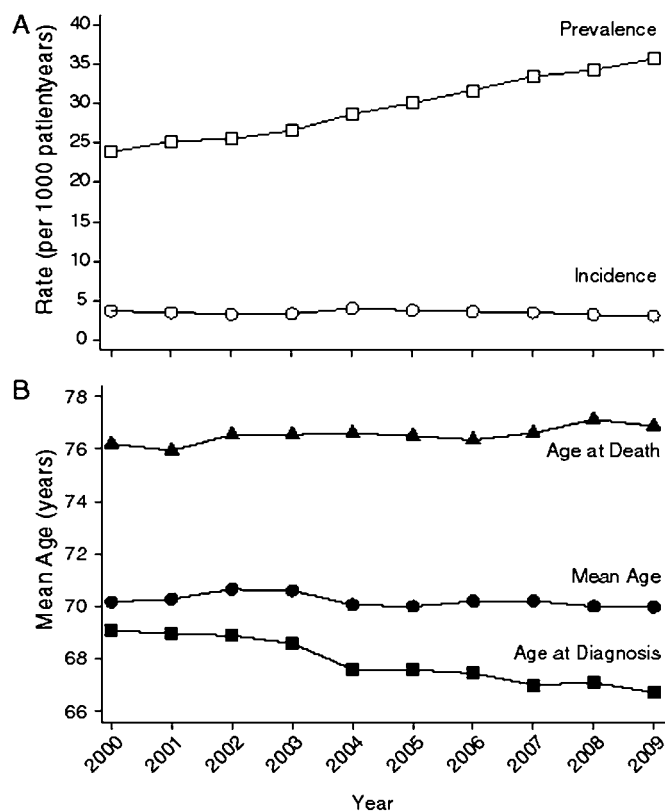 A
Prevalence
Rate (per 1000 patientyears)
40
35
30
25
20
15
10
5
0
Incidence
B
Mean Age (years)
78
76
74
72
70
68
66
Age at Death
Mean Age
Age at Diagnosis
2000
2001
2002
2003
2004
2005
2006
2007
2008
2009
Year